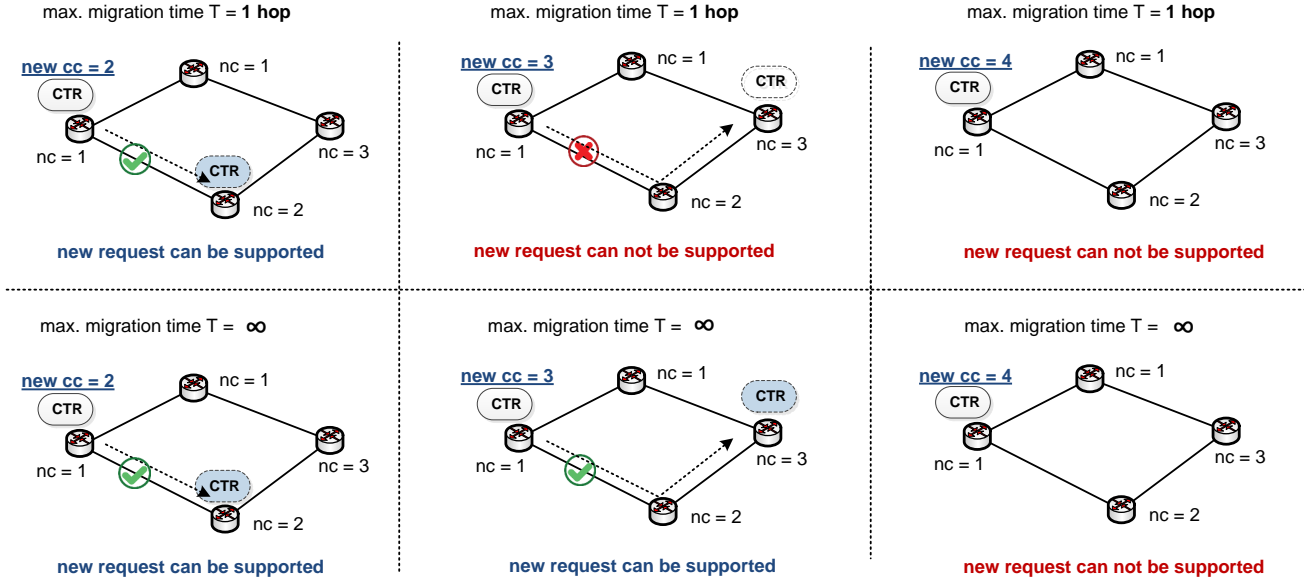 max. migration time T = 1 hop
new cc = 2
CTR
nc = 1
nc = 1
nc = 3
CTR
nc = 2
new request can be supported
max. migration time T = 1 hop
new cc = 3
CTR
nc = 1
CTR
nc = 1
nc = 3
nc = 2
new request can not be supported
max. migration time T = 1 hop
new cc = 4
CTR
nc = 1
nc = 1
nc = 3
nc = 2
new request can not be supported
max. migration time T = ∞
new cc = 2
CTR
nc = 1
nc = 1
nc = 3
CTR
nc = 2
new request can be supported
max. migration time T = ∞
new cc = 3
CTR
nc = 1
CTR
nc = 1
nc = 3
nc = 2
new request can be supported
max. migration time T = ∞
new cc = 4
CTR
nc = 1
nc = 1
nc = 3
nc = 2
new request can not be supported